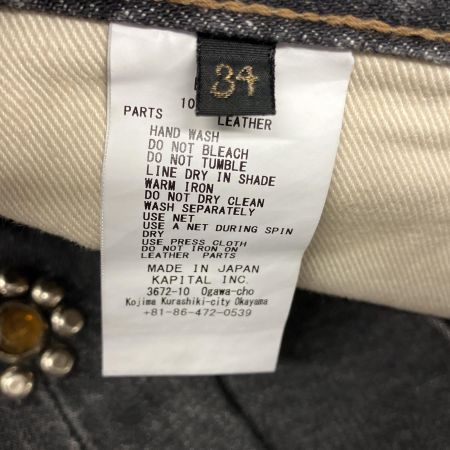 34
10
PARTS LEATHER
HAND WASH
DO NOT BLEACH
DO NOT TUMBLE
LINE DRY IN SHADE
WARM IRON
DO NOT DRY CLEAN
WASH SEPARATELY
USE NET
USE A NET DURING SPIN
DRY
USE PRESS CLOTH
DO NOT IRON ON
LEATHER PARTS
MADE IN JAPAN
KAPITAL INC.
3672-10 Ogawa-cho
Kojima Kurashiki-city Okayama
+81-86-472-0539